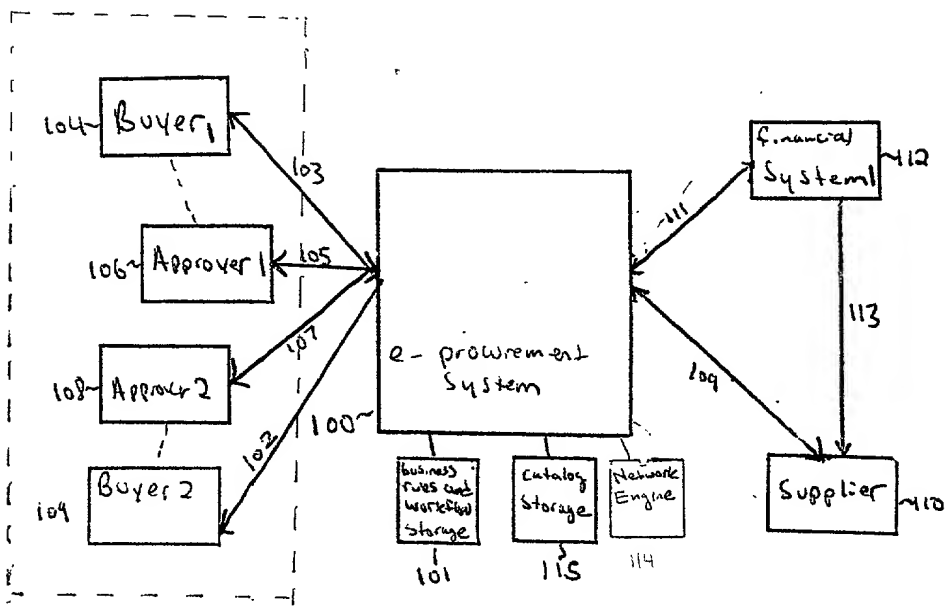 104~
Buyer1
103
106~
Approver1
105
108~
Approver2
107
109
Buyer2
102
100~
e-procurement
system
business
rules and
workflow
storage
101
Catalog
Storage
115
Network
Engine
114
financial
System1
~112
111
113
109
Supplier
~110